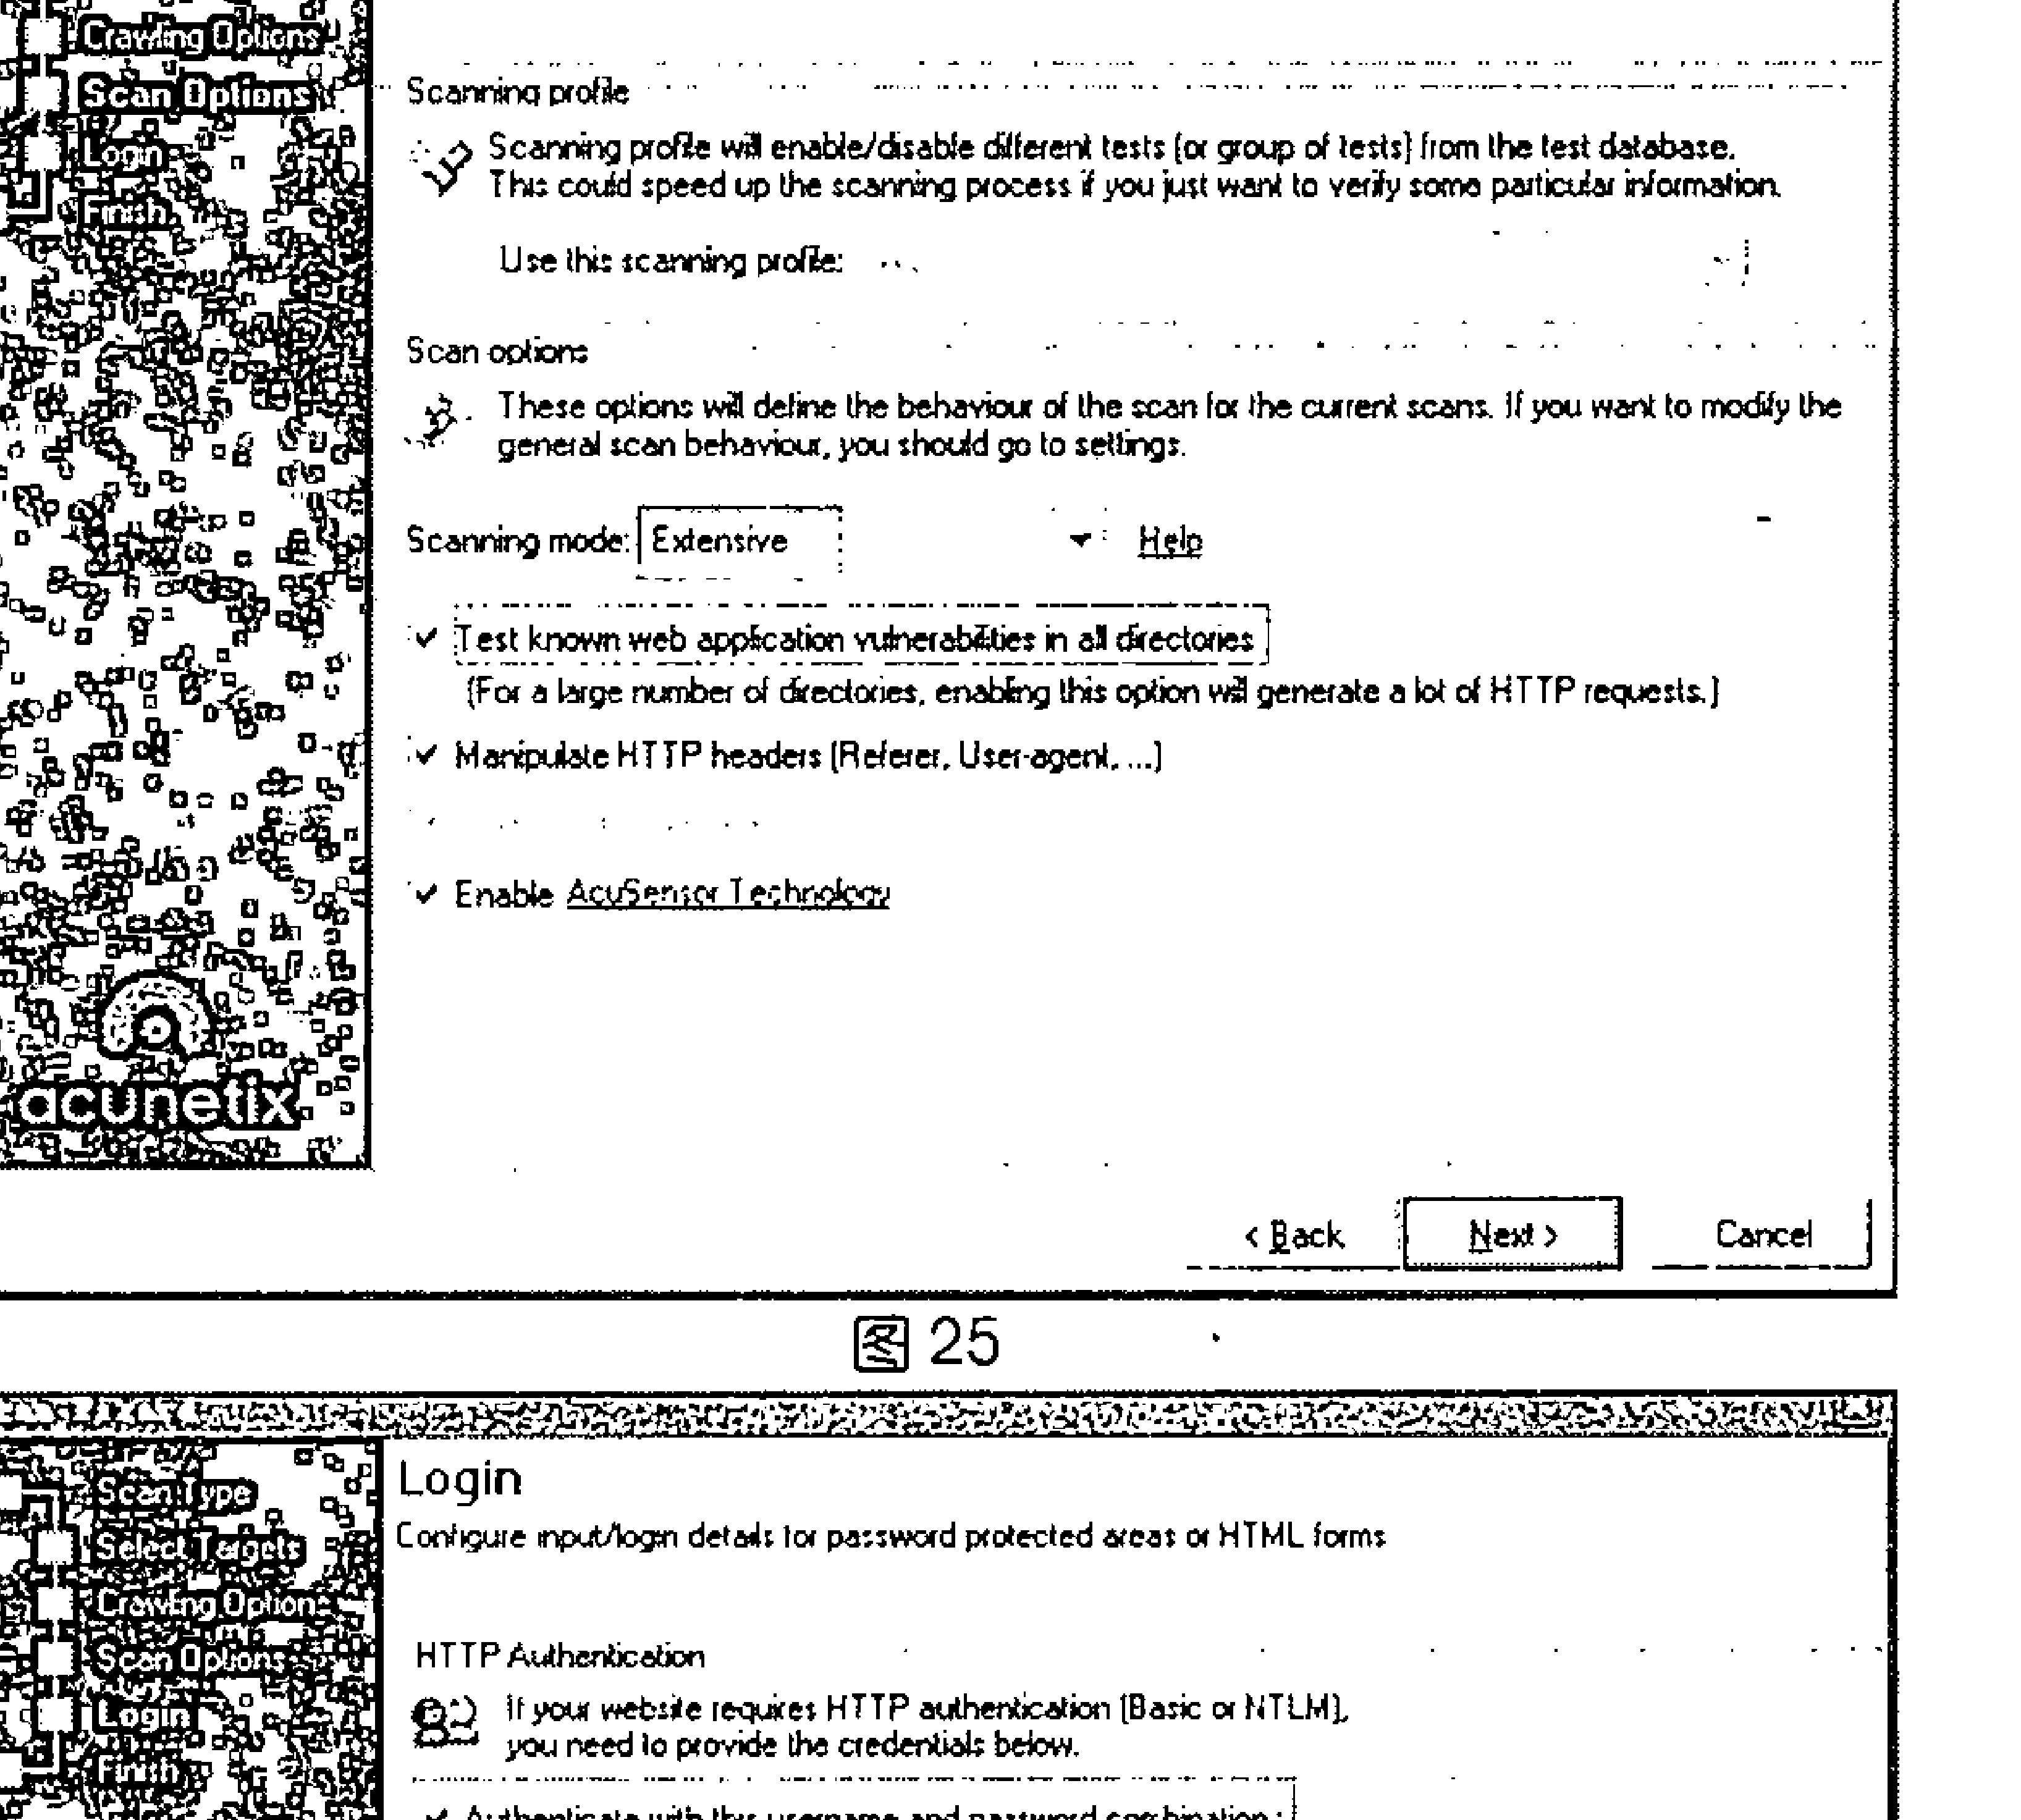 Crawling Options
Scan Options
Login
Finish
Scanning profile
Scanning profile will enable/disable different tests (or group of tests) from the test database.
This could speed up the scanning process if you just want to verify some particular information.
Use this scanning profile:
Scan options
These options will define the behaviour of the scan for the current scans. If you want to modify the
general scan behaviour, you should go to settings.
Scanning mode: Extensive Help
Test known web application vulnerabilities in all directories
(For a large number of directories, enabling this option will generate a lot of HTTP requests.)
Manipulate HTTP headers (Referer, User-agent, ...)
Enable AcuSensor Technology
acunetix
< Back Next > Cancel
图 25
Scan Type
Select Targets
Crawling Options
Scan Options
Login
Finish
Login
Configure input/login details for password protected areas or HTML forms
HTTP Authentication
If your website requires HTTP authentication (Basic or NTLM),
you need to provide the credentials below.
Authenticate with this username and password combination :